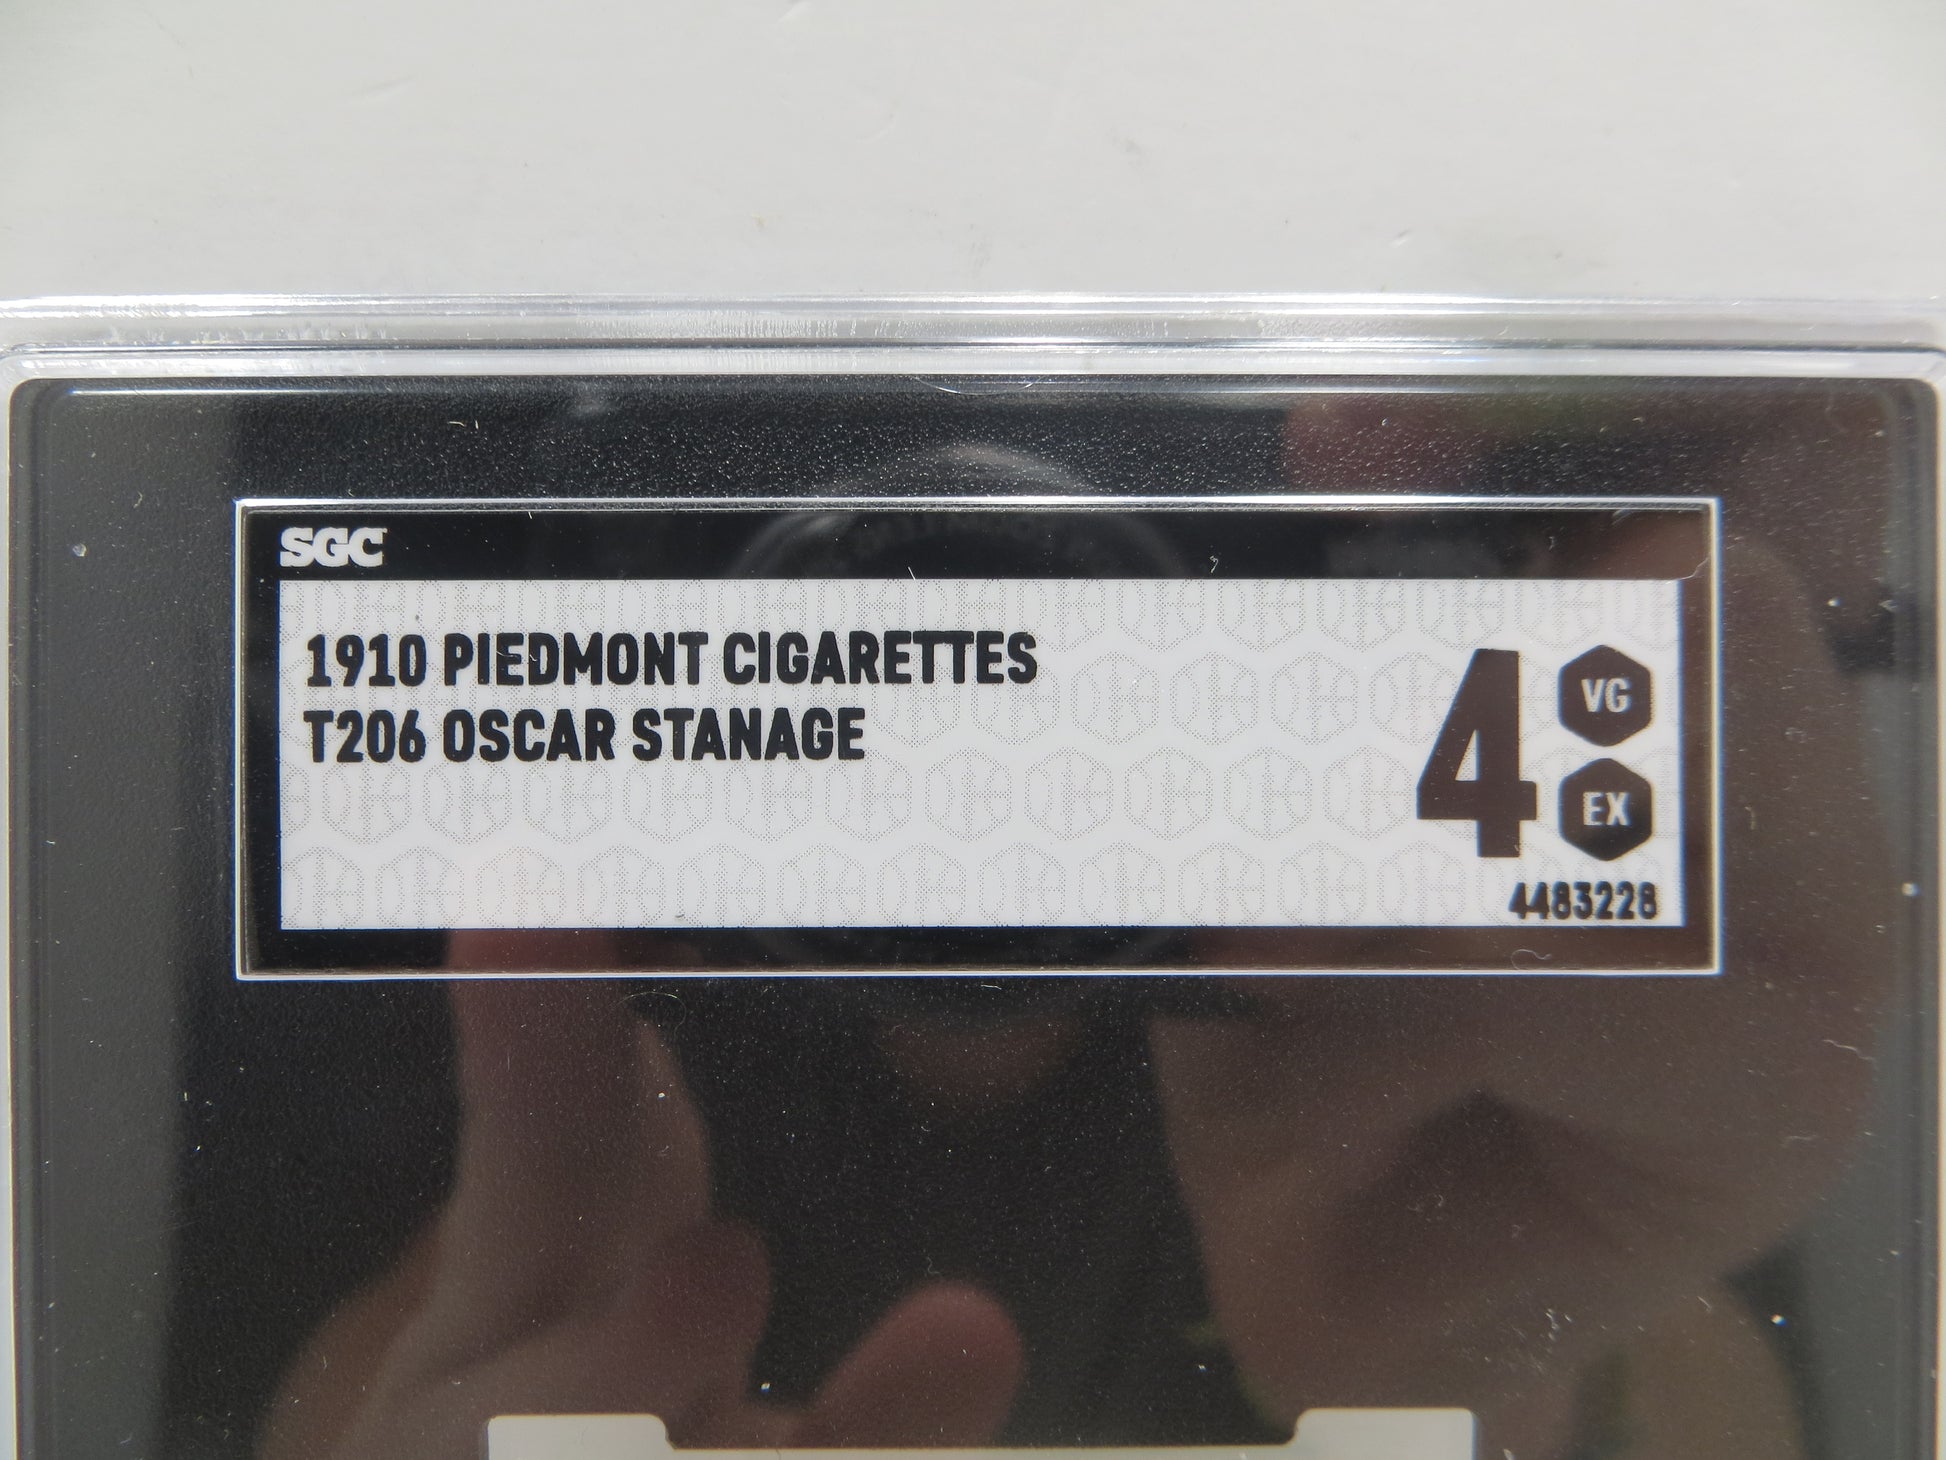 SGC
1910 PIEDMONT CIGARETTES
T206 OSCAR STANAGE
4
VG
EX
4483228